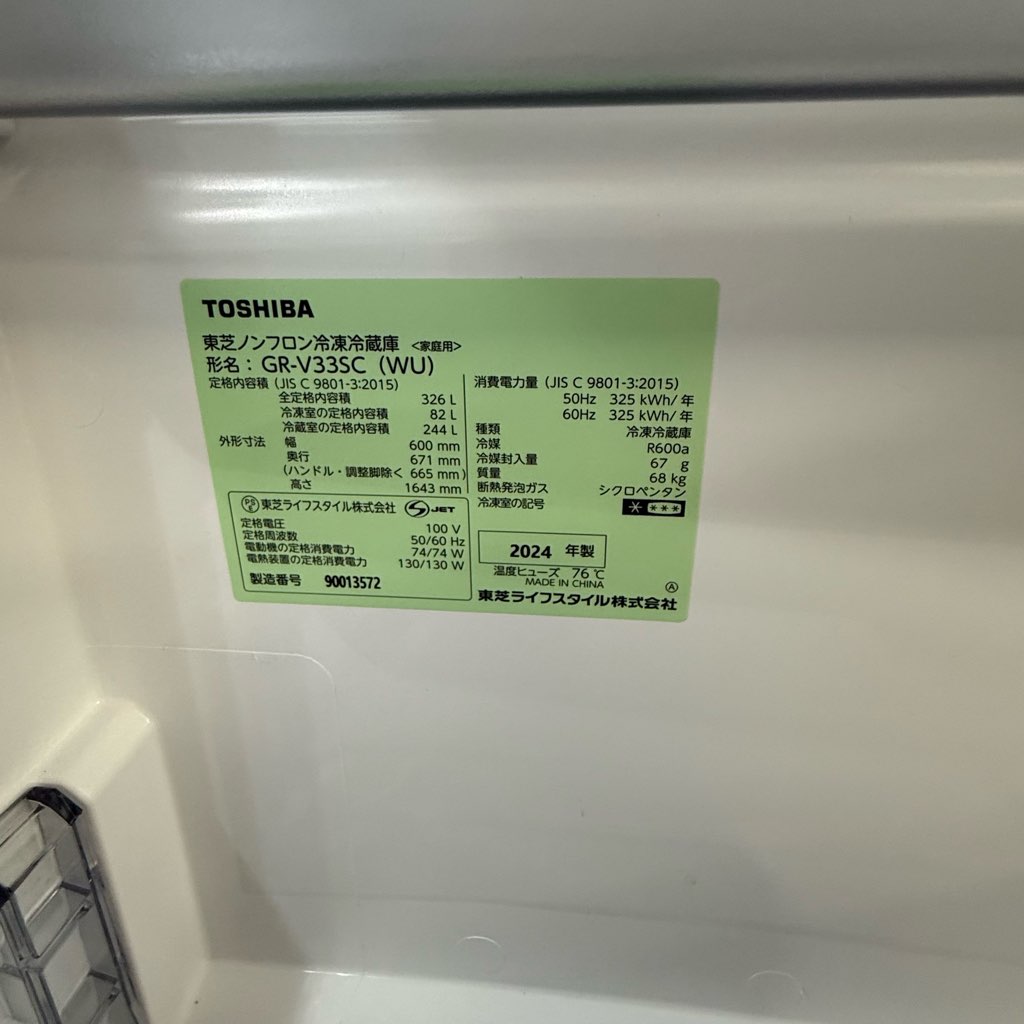 TOSHIBA
東芝ノンフロン冷凍冷蔵庫 <家庭用>
形名：GR-V33SC (WU)
定格内容積 (JIS C 9801-3:2015)
全定格内容積 326 L
冷凍室の定格内容積 82 L
冷蔵室の定格内容積 244 L
外形寸法 幅 600 mm
奥行 671 mm
(ハンドル・調整脚除く 665 mm)
高さ 1643 mm
PS E 東芝ライフスタイル株式会社 S JET
定格電圧 100 V
定格周波数 50/60 Hz
電動機の定格消費電力 74/74 W
電熱装置の定格消費電力 130/130 W
製造番号 90013572
消費電力量 (JIS C 9801-3:2015)
50Hz 325 kWh/年
60Hz 325 kWh/年
種類 冷凍冷蔵庫
冷媒 R600a
冷媒封入量 67 g
質量 68 kg
断熱発泡ガス シクロペンタン
冷凍室の記号 * ***
2024 年製
温度ヒューズ 76 ℃
MADE IN CHINA
Ⓐ
東芝ライフスタイル株式会社